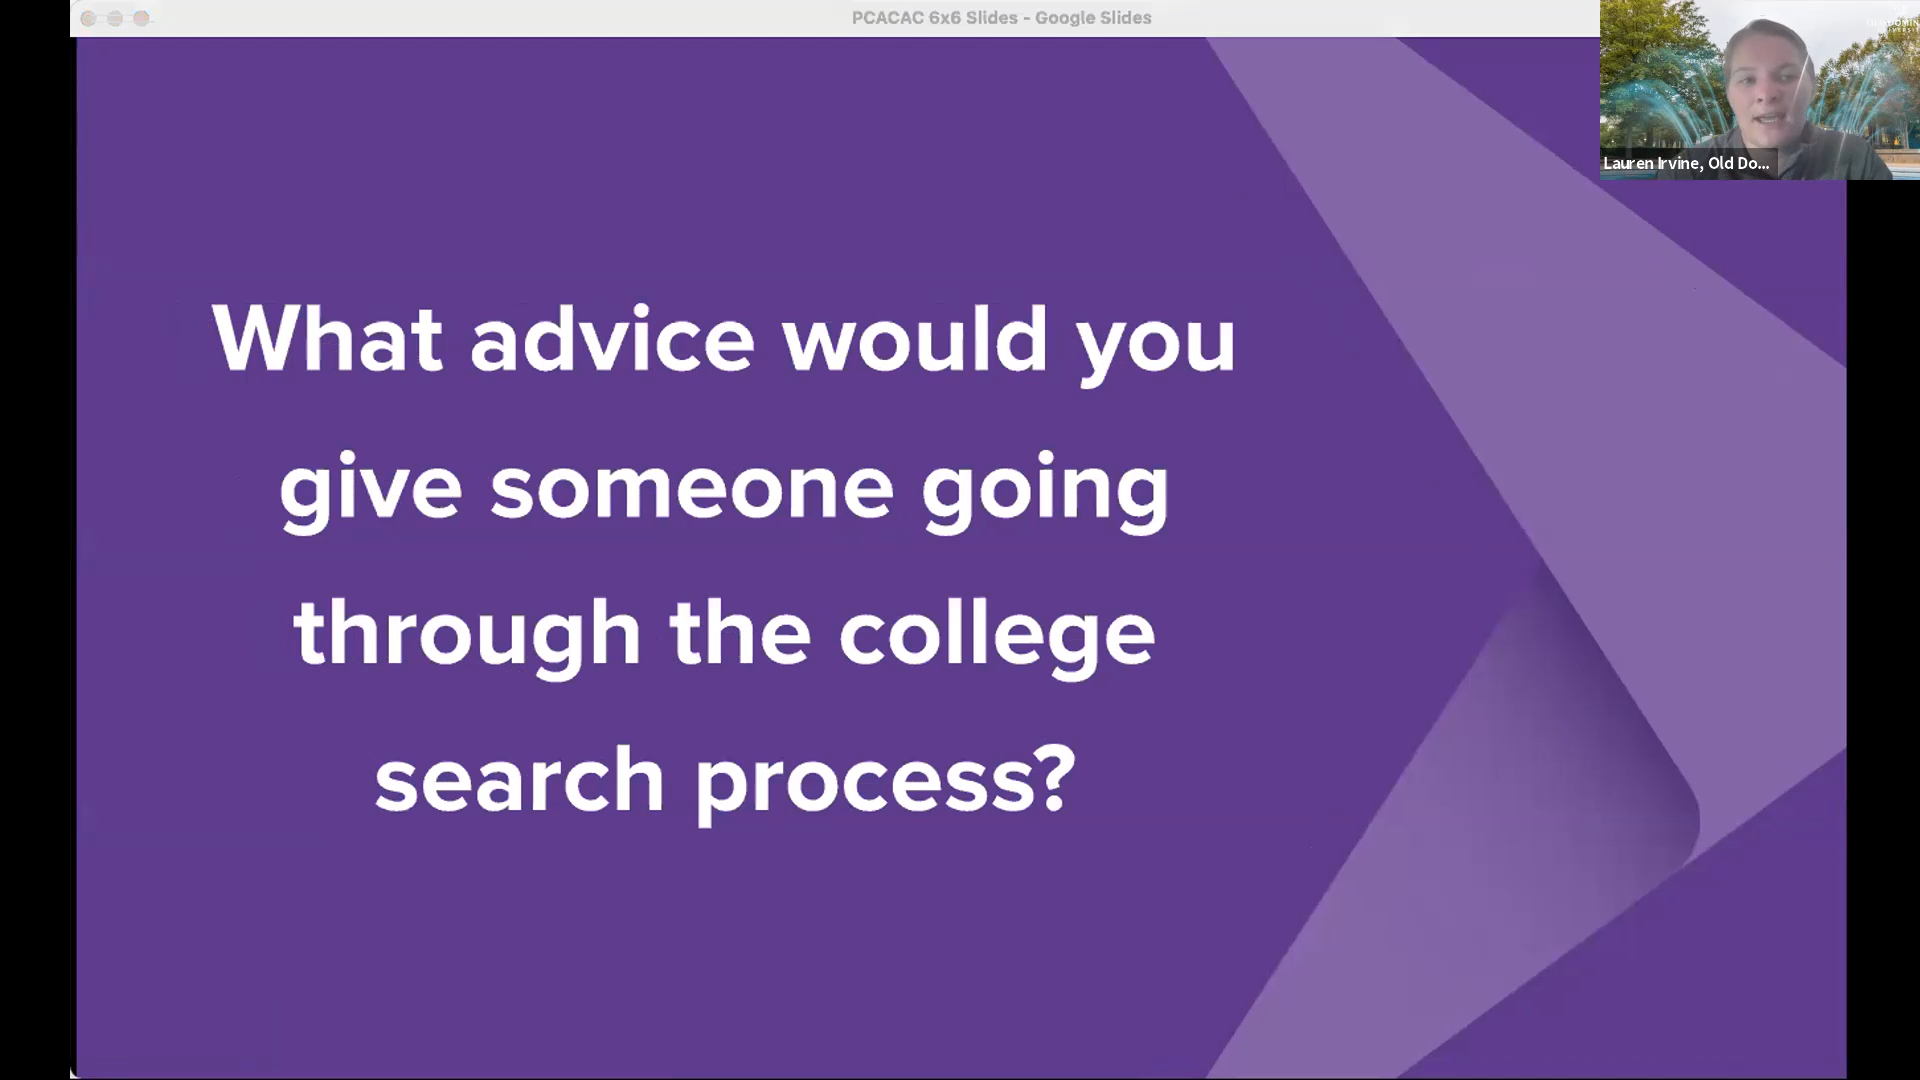 PCACAC 6x6 Slides - Google Slides
Lauren Irvine, Old Do...
What advice would you
give someone going
through the college
search process?